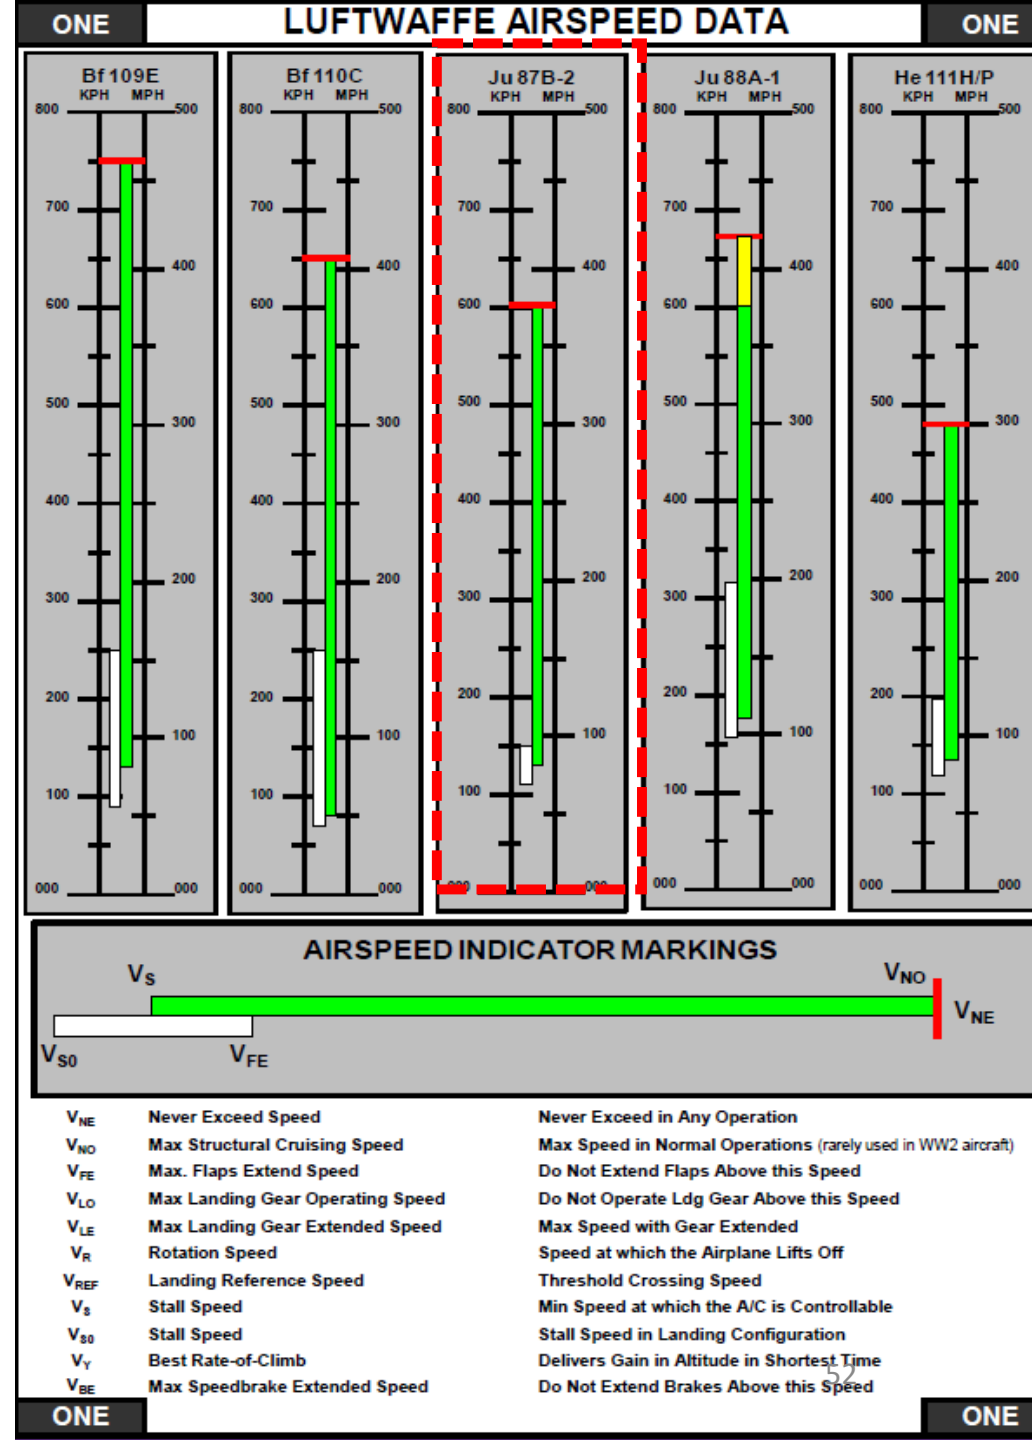 ONE LUFTWAFFE AIRSPEED DATA ONE
Bf 109E
KPH MPH
800 500
700
400
600
500
300
400
200
300
200
100
100
000 000
Bf 110C
KPH MPH
800 500
700
400
600
500
300
400
200
300
200
100
100
000 000
Ju 87B-2
KPH MPH
800 500
700
400
600
500
300
400
200
300
200
100
100
000 000
Ju 88A-1
KPH MPH
800 500
700
400
600
500
300
400
200
300
200
100
100
000 000
He 111H/P
KPH MPH
800 500
700
400
600
500
300
400
200
300
200
100
100
000 000
AIRSPEED INDICATOR MARKINGS
VS VNO
VNE
VS0 VFE
VNE Never Exceed Speed Never Exceed in Any Operation
VNO Max Structural Cruising Speed Max Speed in Normal Operations (rarely used in WW2 aircraft)
VFE Max. Flaps Extend Speed Do Not Extend Flaps Above this Speed
VLO Max Landing Gear Operating Speed Do Not Operate Ldg Gear Above this Speed
VLE Max Landing Gear Extended Speed Max Speed with Gear Extended
VR Rotation Speed Speed at which the Airplane Lifts Off
VREF Landing Reference Speed Threshold Crossing Speed
VS Stall Speed Min Speed at which the A/C is Controllable
VS0 Stall Speed Stall Speed in Landing Configuration
VY Best Rate-of-Climb Delivers Gain in Altitude in Shortest Time
VBE Max Speedbrake Extended Speed Do Not Extend Brakes Above this Speed
52
ONE ONE